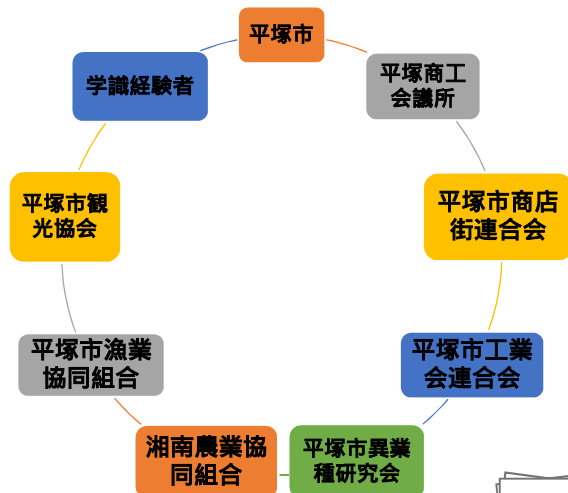 平塚市
平塚商工
会議所
平塚市商店
街連合会
平塚市工業
会連合会
平塚市異業
種研究会
湘南農業協
同組合
平塚市漁業
協同組合
平塚市観
光協会
学識経験者